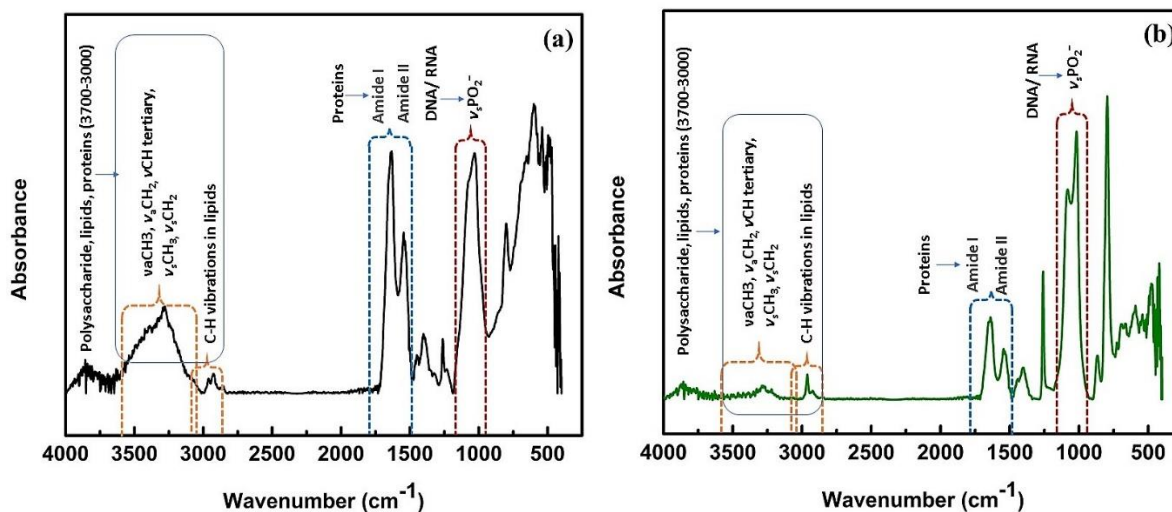 (a)
Polysaccharide, lipids, proteins (3700-3000)
vaCH3, vₐCH₂, vCH tertiary,
vₛCH₃, vₛCH₂
C-H vibrations in lipids
Proteins
Amide I
Amide II
DNA/ RNA
vₛPO₂⁻
Absorbance
4000 3500 3000 2500 2000 1500 1000 500
Wavenumber (cm⁻¹)
(b)
Polysaccharide, lipids, proteins (3700-3000)
vaCH3, vₐCH₂, vCH tertiary,
vₛCH₃, vₛCH₂
C-H vibrations in lipids
Proteins
Amide I
Amide II
DNA/ RNA
vₛPO₂⁻
Absorbance
4000 3500 3000 2500 2000 1500 1000 500
Wavenumber (cm⁻¹)